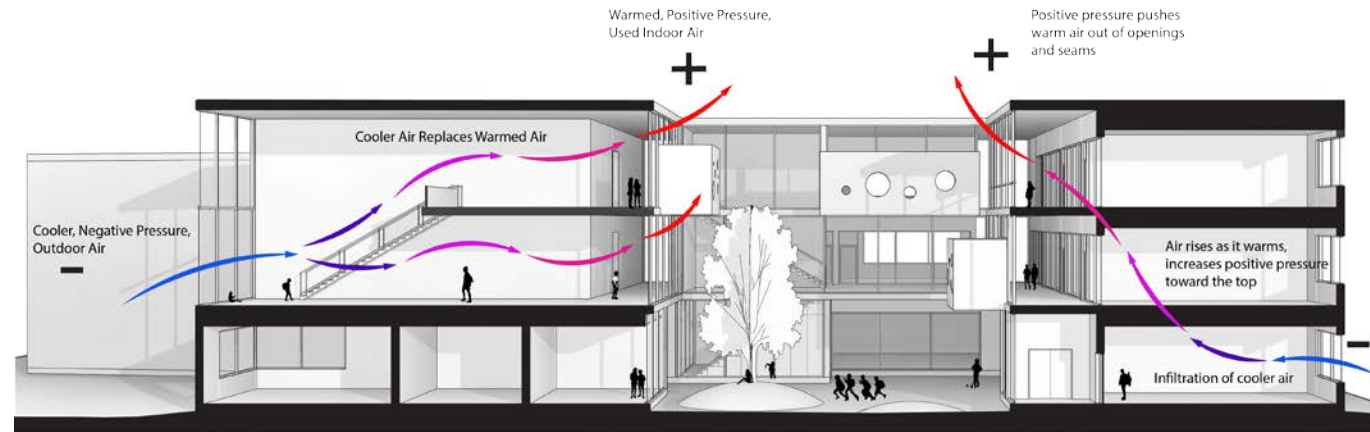 Warmed, Positive Pressure,
Used Indoor Air
+
Positive pressure pushes
warm air out of openings
and seams
+
Cooler Air Replaces Warmed Air
Cooler, Negative Pressure,
Outdoor Air
-
Air rises as it warms,
increases positive pressure
toward the top
-
Infiltration of cooler air